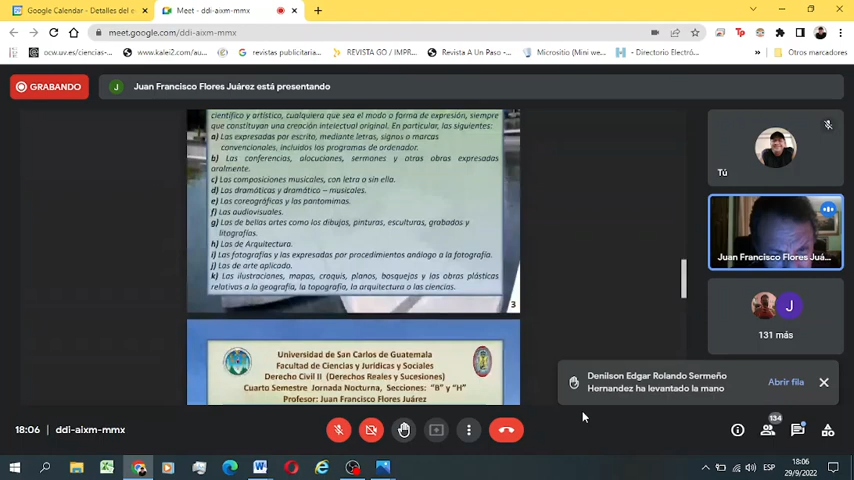 Google Calendar - Detalles del e
Meet - ddi-aixm-mmx
meet.google.com/ddi-aixm-mmx
ocw.uv.es/ciencias-...
www.kalei2.com/aud...
revistas publicitaria...
REVISTA GO / IMPR...
Revista A Un Paso -...
Micrositio (Mini we...
- Directorio Electró...
Otros marcadores
GRABANDO
J Juan Francisco Flores Juárez está presentando
científico y artístico, cualquiera que sea el modo o forma de expresión, siempre
que constituyan una creación intelectual original. En particular, las siguientes:
a) Las expresadas por escrito, mediante letras, signos o marcas
convencionales, incluidos los programas de ordenador.
b) Las conferencias, alocuciones, sermones y otras obras expresadas
oralmente.
c) Las composiciones musicales, con letra o sin ella.
d) Las dramáticas y dramático – musicales.
e) Las coreográficas y las pantomimas.
f) Las audiovisuales.
g) Las de bellas artes como los dibujos, pinturas, esculturas, grabados y
litografías.
h) Las de Arquitectura.
i) Las fotografías y las expresadas por procedimientos análogo a la fotografía.
j) Las de arte aplicado.
k) Las ilustraciones, mapas, croquis, planos, bosquejos y las obras plásticas
relativas a la geografía, la topografía, la arquitectura o las ciencias.
3
Universidad de San Carlos de Guatemala
Facultad de Ciencias y Jurídicas y Sociales
Derecho Civil II (Derechos Reales y Sucesiones)
Cuarto Semestre Jornada Nocturna, Secciones: “B” y “H”
Profesor: Juan Francisco Flores Juárez
Tú
Juan Francisco Flores Juá...
J
131 más
Denilson Edgar Rolando Sermeño
Hernandez ha levantado la mano
Abrir fila
18:06
ddi-aixm-mmx
134
ESP
18:06
29/9/2022